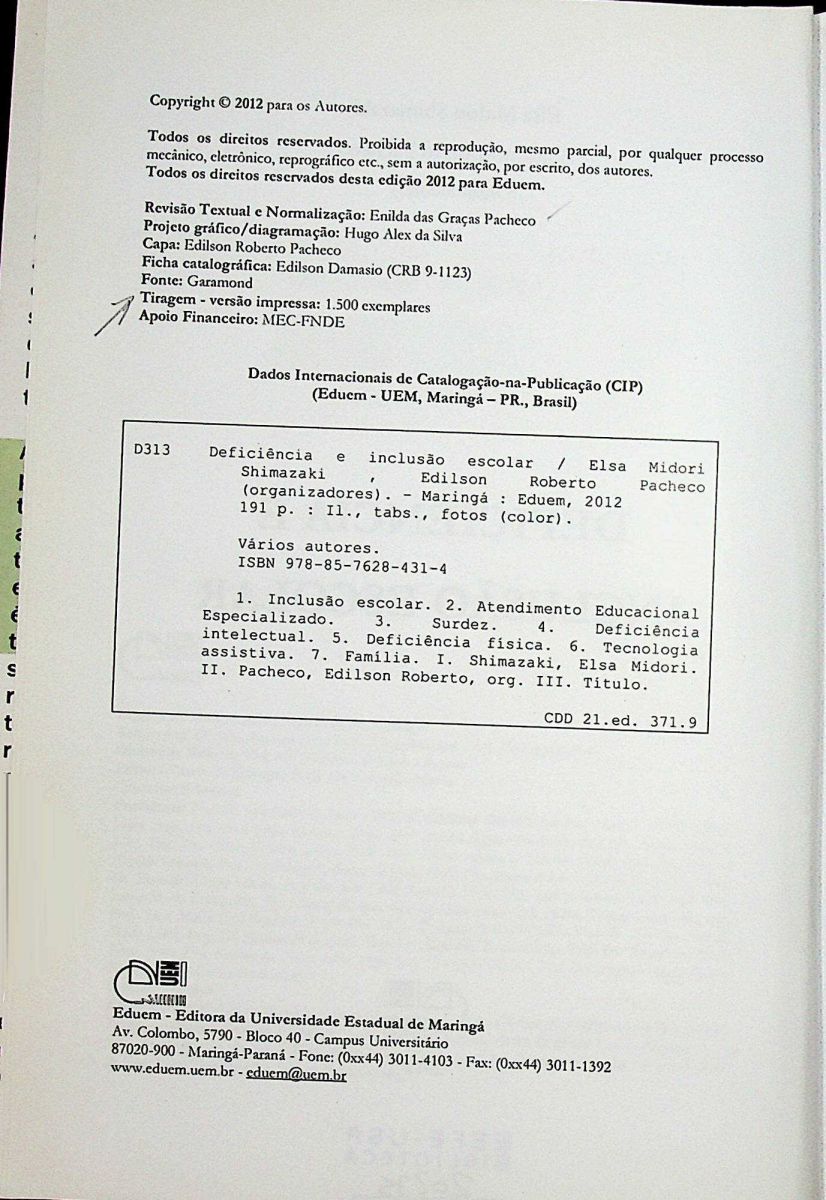 Copyright © 2012 para os Autores.
Todos os direitos reservados. Proibida a reprodução, mesmo parcial, por qualquer processo
mecânico, eletrônico, reprográfico etc., sem a autorização, por escrito, dos autores.
Todos os direitos reservados desta edição 2012 para Eduem.
Revisão Textual e Normalização: Enilda das Graças Pacheco
Projeto gráfico/diagramação: Hugo Alex da Silva
Capa: Edilson Roberto Pacheco
Ficha catalográfica: Edilson Damasio (CRB 9-1123)
Fonte: Garamond
Tiragem - versão impressa: 1.500 exemplares
Apoio Financeiro: MEC-FNDE
Dados Internacionais de Catalogação-na-Publicação (CIP)
(Eduem - UEM, Maringá – PR., Brasil)
D313 Deficiência e inclusão escolar / Elsa Midori
Shimazaki , Edilson Roberto Pacheco
(organizadores). – Maringá : Eduem, 2012
191 p. : Il., tabs., fotos (color).
Vários autores.
ISBN 978-85-7628-431-4
1. Inclusão escolar. 2. Atendimento Educacional
Especializado. 3. Surdez. 4. Deficiência
intelectual. 5. Deficiência física. 6. Tecnologia
assistiva. 7. Família. I. Shimazaki, Elsa Midori.
II. Pacheco, Edilson Roberto, org. III. Titulo.
CDD 21.ed. 371.9
Eduem - Editora da Universidade Estadual de Maringá
Av. Colombo, 5790 - Bloco 40 - Campus Universitário
87020-900 - Maringá-Paraná - Fone: (0xx44) 3011-4103 - Fax: (0xx44) 3011-1392
www.eduem.uem.br - eduem@uem.br